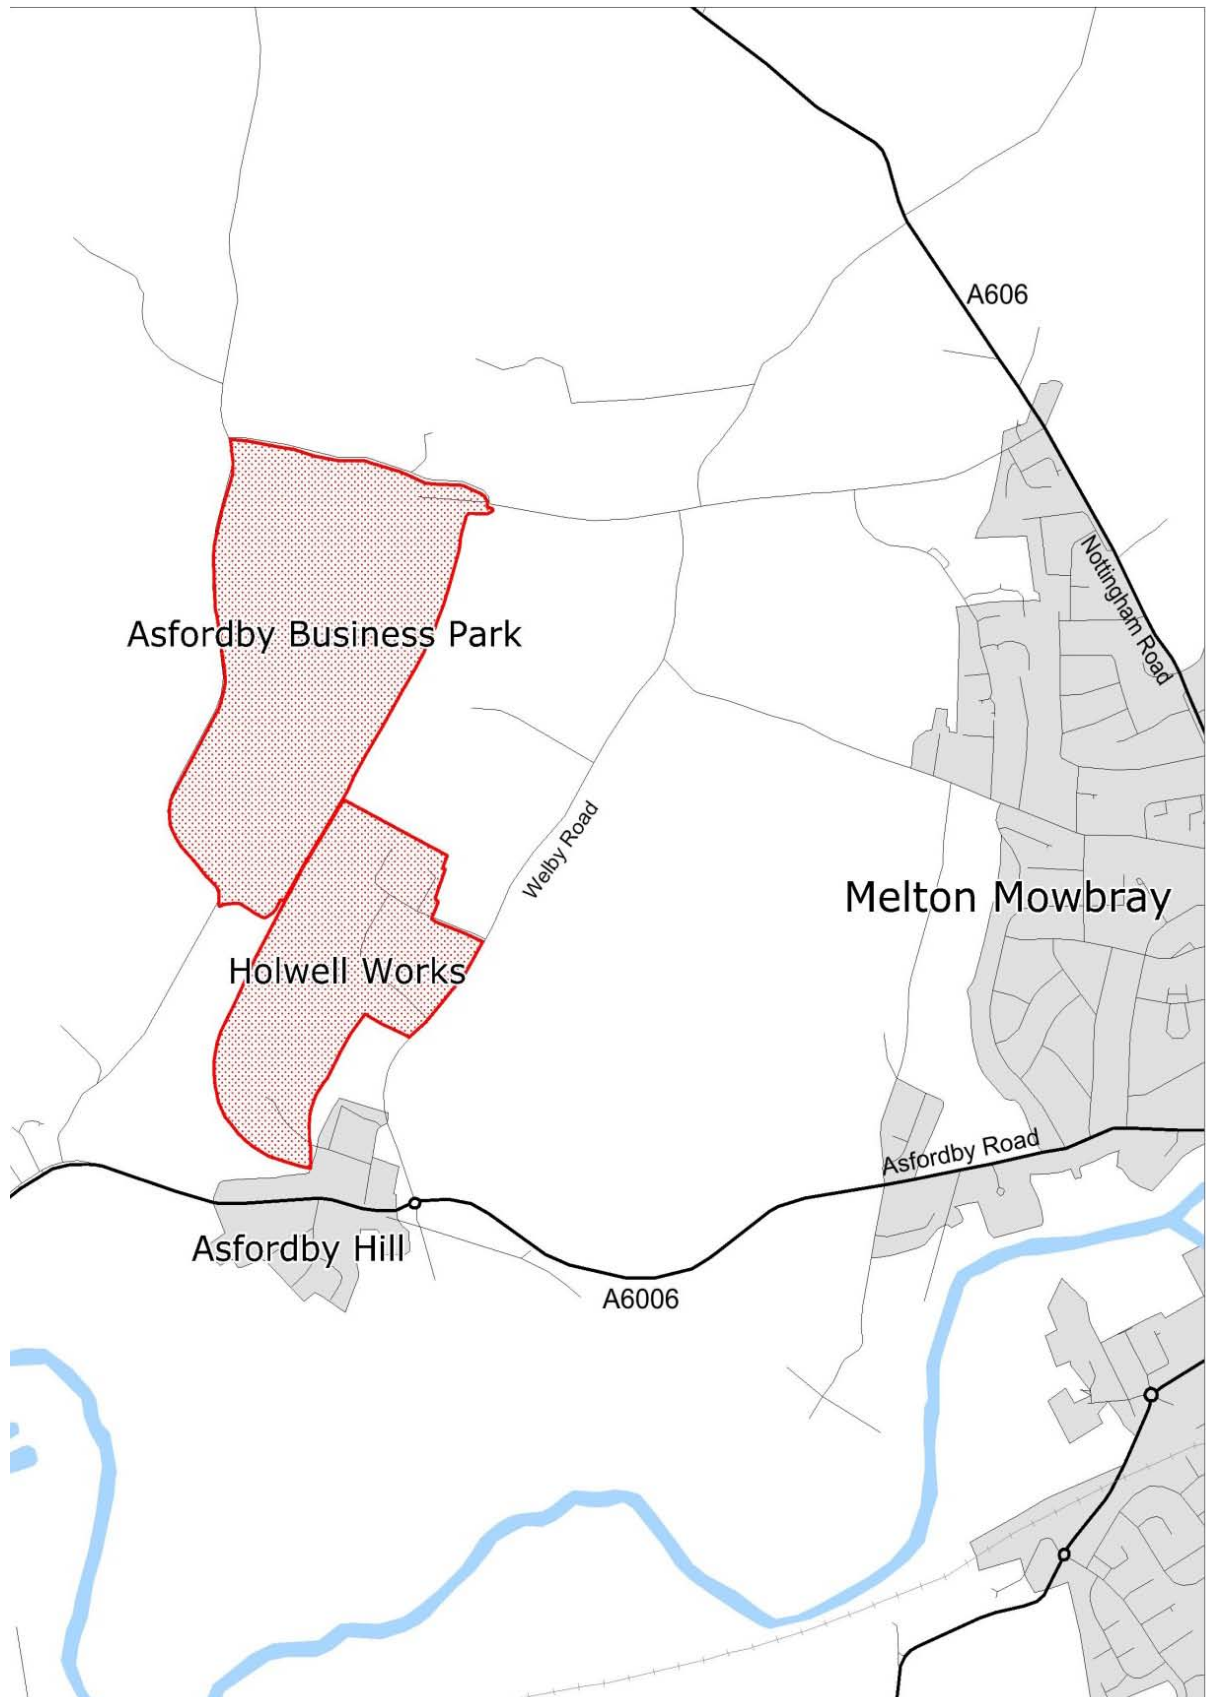 A606
Nottingham Road
Asfordby Business Park
Welby Road
Melton Mowbray
Holwell Works
Asfordby Road
Asfordby Hill
A6006